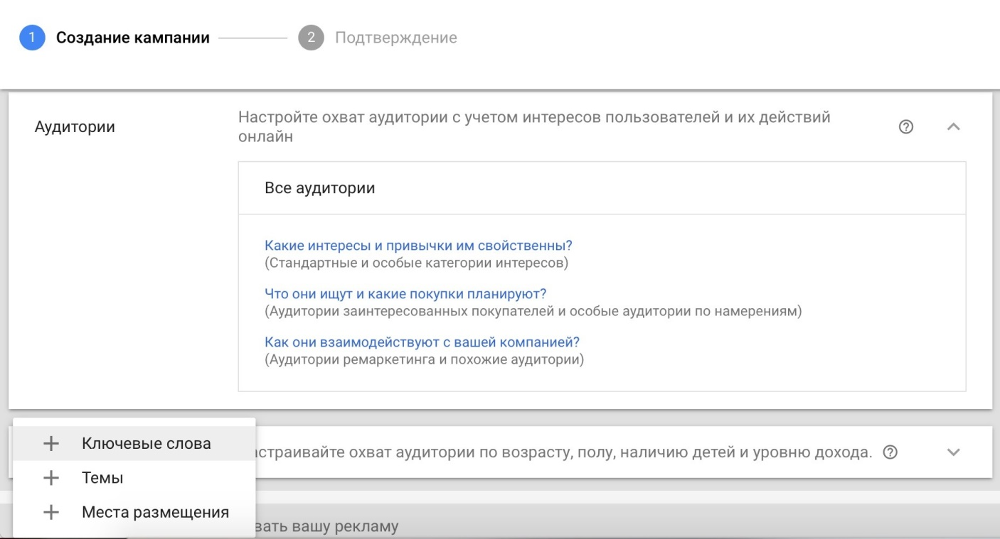 1 Создание кампании 2 Подтверждение
Аудитории
Настройте охват аудитории с учетом интересов пользователей и их действий
онлайн
Все аудитории
Какие интересы и привычки им свойственны?
(Стандартные и особые категории интересов)
Что они ищут и какие покупки планируют?
(Аудитории заинтересованных покупателей и особые аудитории по намерениям)
Как они взаимодействуют с вашей компанией?
(Аудитории ремаркетинга и похожие аудитории)
Ключевые слова
астраивайте охват аудитории по возрасту, полу, наличию детей и уровню дохода.
Темы
Места размещения
вать вашу рекламу